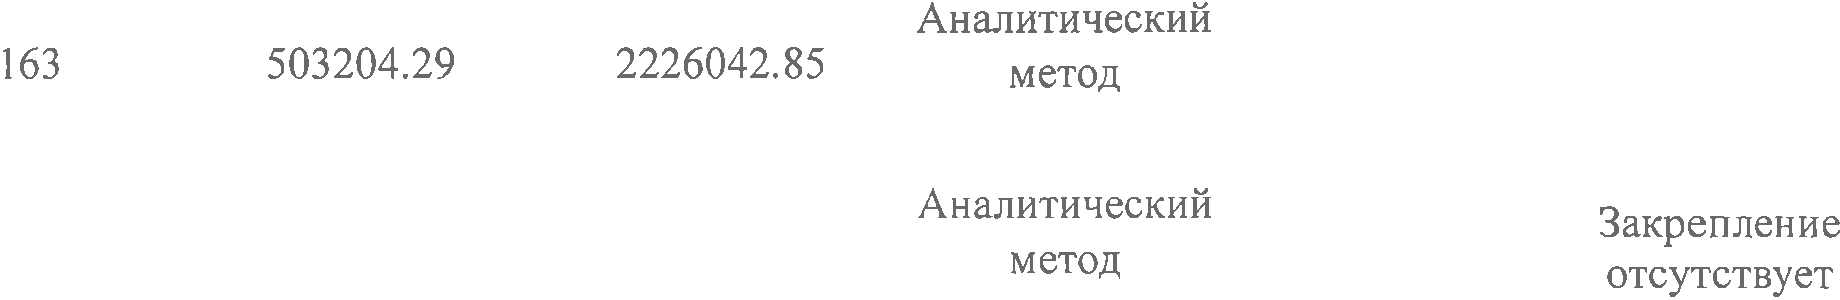 Аналитический
163 503204.29 2226042.85 метод
Аналитический
метод
Закрепление
отсутствует